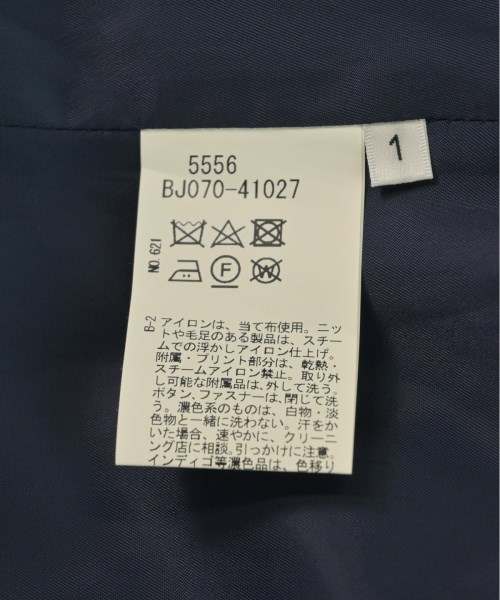 5556
BJ070-41027
1
F
W
NO.621
B-2
アイロンは、当て布使用。ニッ
トや毛足のある製品は、スチー
ムでの浮かしアイロン仕上げ。
附属・プリント部分は、乾熱・
スチームアイロン禁止。取り外
し可能な附属品は、外して洗う。
ボタン、ファスナーは、閉じて洗
う。濃色系のものは、白物・淡
色物と一緒に洗わない。汗をか
いた場合、速やかに、クリーニ
ング店に相談。引っかけに注意。
インディゴ等濃色品は、色移り